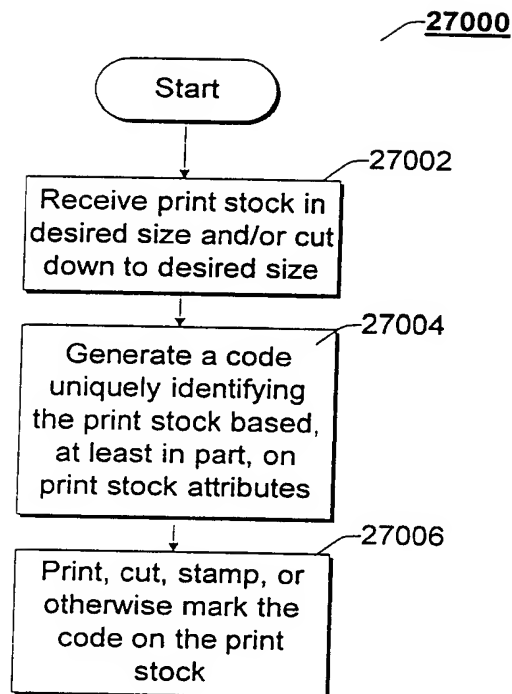 27000
Start
27002
Receive print stock in
desired size and/or cut
down to desired size
27004
Generate a code
uniquely identifying
the print stock based,
at least in part, on
print stock attributes
27006
Print, cut, stamp, or
otherwise mark the
code on the print
stock